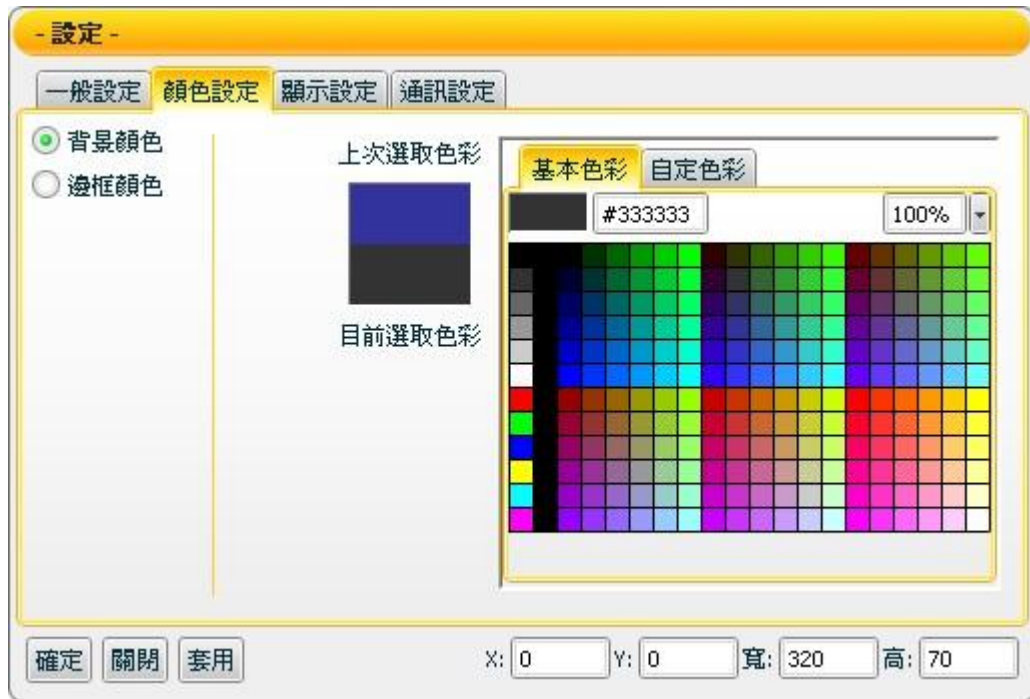 - 設定 -
一般設定 顏色設定 顯示設定 通訊設定
背景顏色
邊框顏色
上次選取色彩
目前選取色彩
基本色彩 自定色彩
#333333 100%
確定 關閉 套用 X: 0 Y: 0 寬: 320 高: 70